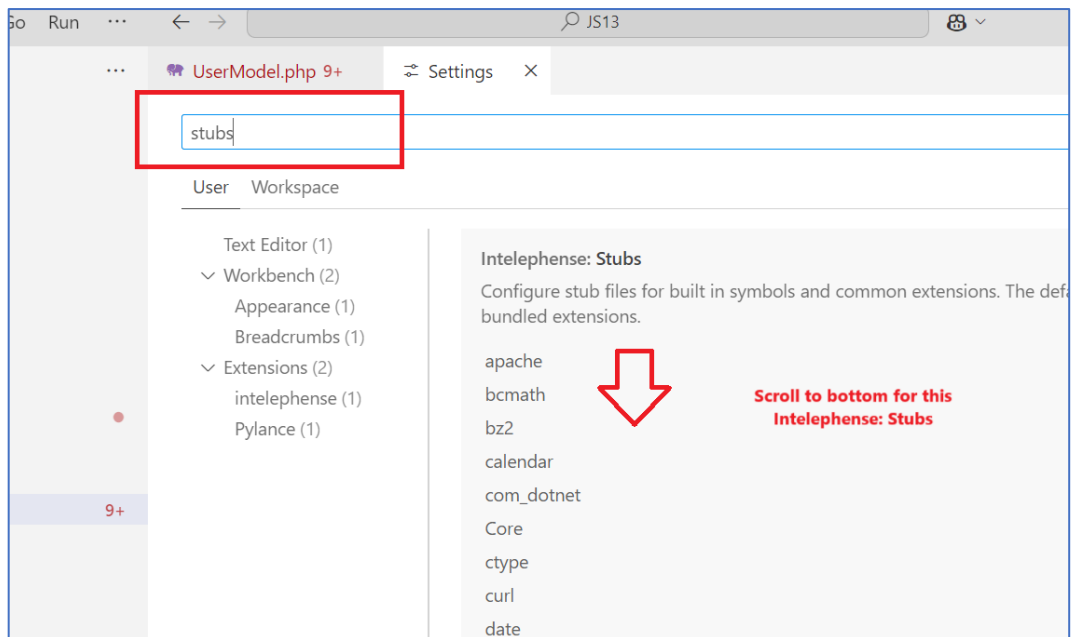 Go Run ··· ← → JS13
··· UserModel.php 9+ Settings ×
stubs
User Workspace
Text Editor (1)
Workbench (2)
Appearance (1)
Breadcrumbs (1)
Extensions (2)
intelephense (1)
Pylance (1)
9+
Intelephense: Stubs
Configure stub files for built in symbols and common extensions. The defa
bundled extensions.
apache
bcmath
bz2
calendar
com_dotnet
Core
ctype
curl
date
Scroll to bottom for this
Intelephense: Stubs